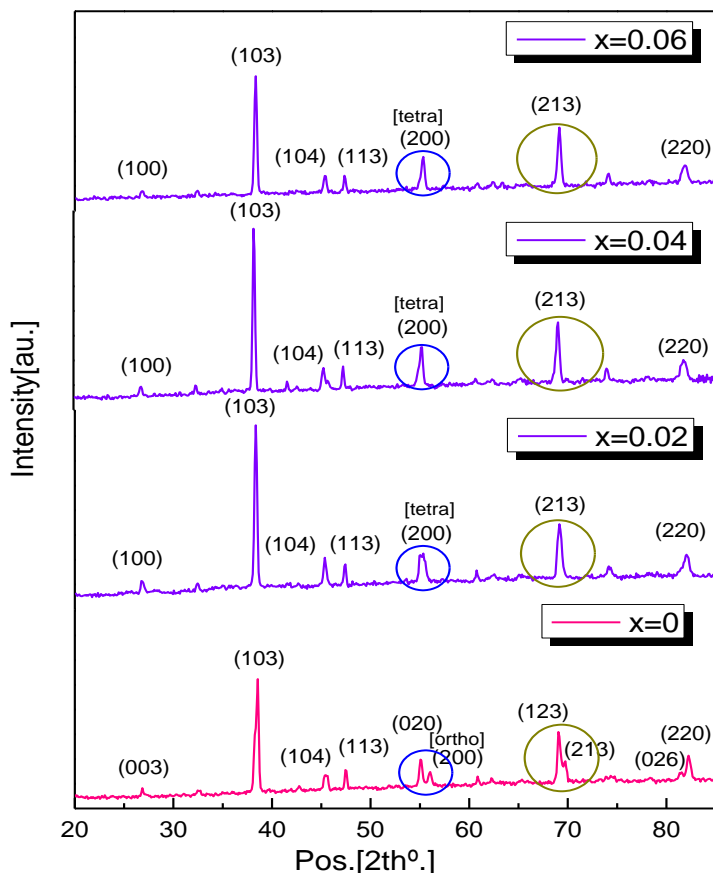 x=0.06
(103)
[tetra]
(200)
(213)
(104)
(113)
(100)
(220)
x=0.04
(103)
[tetra]
(200)
(213)
(104)
(113)
(100)
(220)
x=0.02
(103)
[tetra]
(200)
(213)
(104)
(113)
(100)
(220)
x=0
(103)
(020)
[ortho]
(200)
(123)
(213)
(104)
(113)
(003)
(026)
(220)
Intensity[au.]
20 30 40 50 60 70 80
Pos.[2thº.]